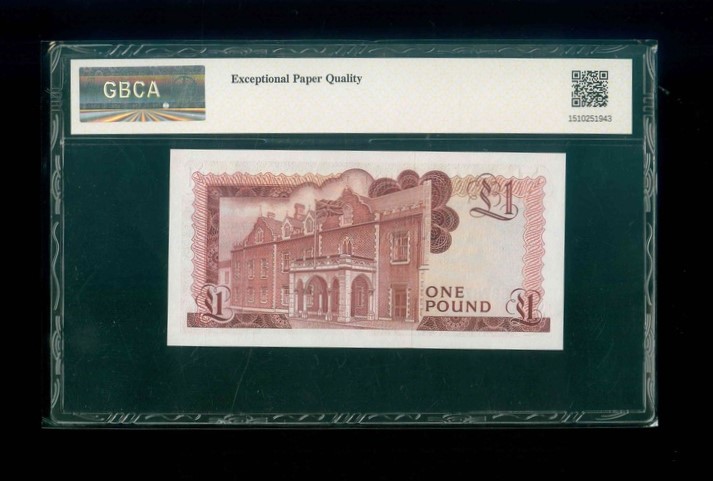 GBCA
Exceptional Paper Quality
1510251943
£1
ONE
POUND
£1
£1